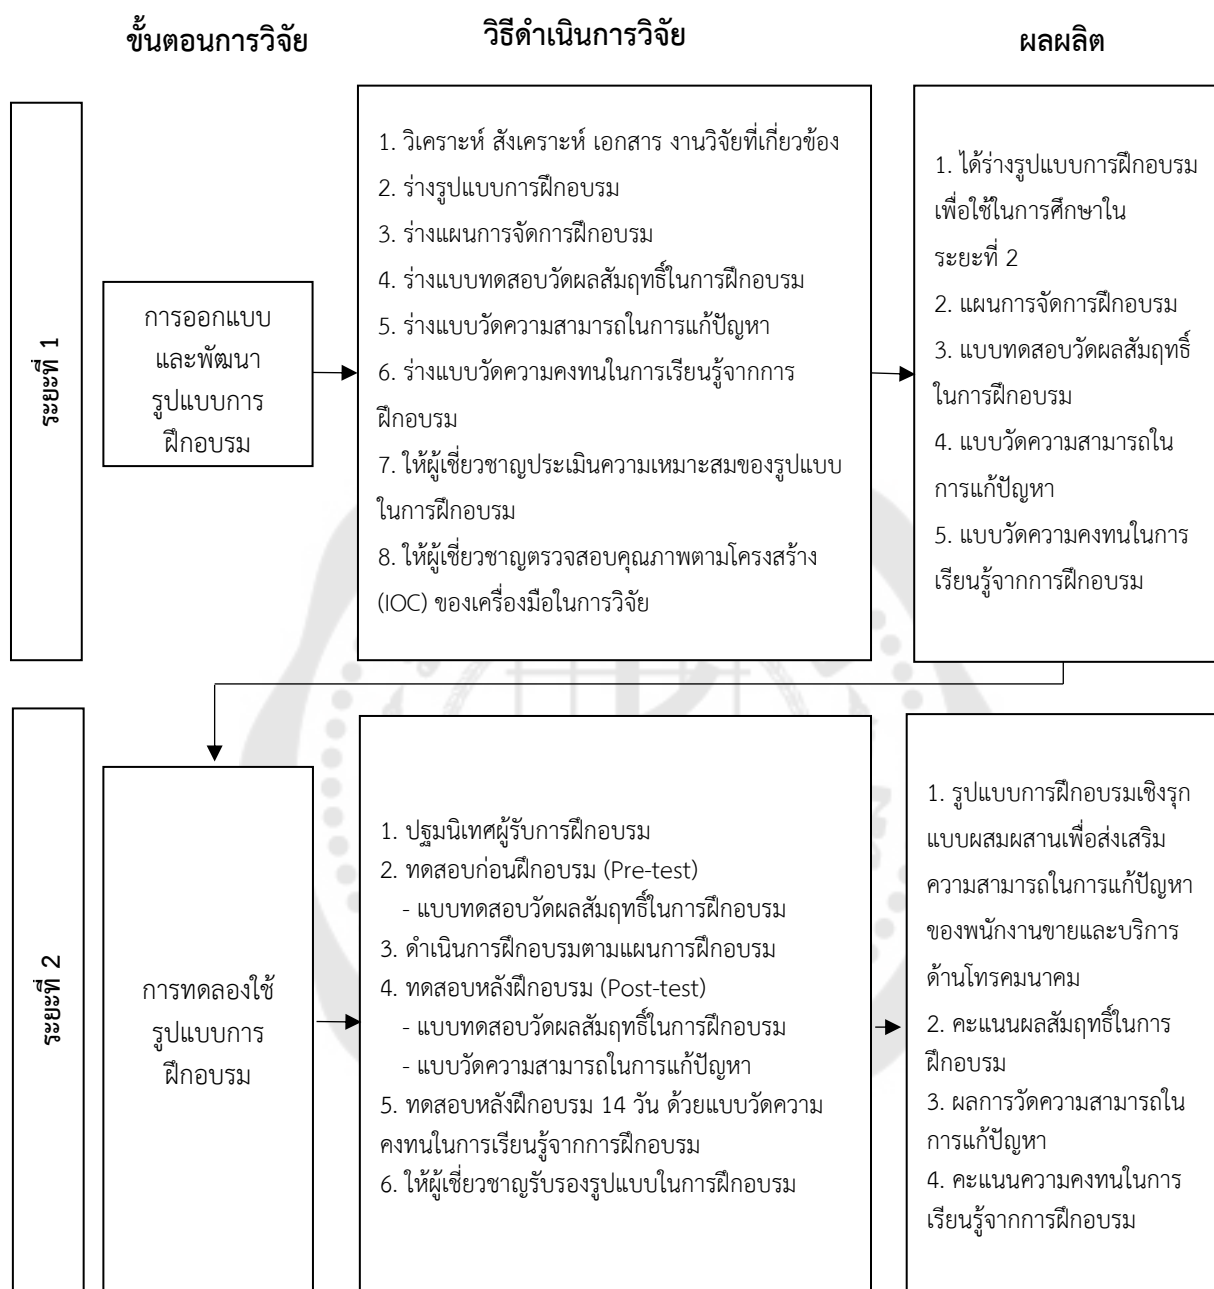 ขั้นตอนการวิจัย
วิธีดำเนินการวิจัย
ผลผลิต
ระยะที่ 1
การออกแบบ
และพัฒนา
รูปแบบการ
ฝึกอบรม
1. วิเคราะห์ สังเคราะห์ เอกสาร งานวิจัยที่เกี่ยวข้อง
2. ร่างรูปแบบการฝึกอบรม
3. ร่างแผนการจัดการฝึกอบรม
4. ร่างแบบทดสอบวัดผลสัมฤทธิ์ในการฝึกอบรม
5. ร่างแบบวัดความสามารถในการแก้ปัญหา
6. ร่างแบบวัดความคงทนในการเรียนรู้จากการ
ฝึกอบรม
7. ให้ผู้เชี่ยวชาญประเมินความเหมาะสมของรูปแบบ
ในการฝึกอบรม
8. ให้ผู้เชี่ยวชาญตรวจสอบคุณภาพตามโครงสร้าง
(IOC) ของเครื่องมือในการวิจัย
1. ได้ร่างรูปแบบการฝึกอบรม
เพื่อใช้ในการศึกษาใน
ระยะที่ 2
2. แผนการจัดการฝึกอบรม
3. แบบทดสอบวัดผลสัมฤทธิ์
ในการฝึกอบรม
4. แบบวัดความสามารถใน
การแก้ปัญหา
5. แบบวัดความคงทนในการ
เรียนรู้จากการฝึกอบรม
ระยะที่ 2
การทดลองใช้
รูปแบบการ
ฝึกอบรม
1. ปฐมนิเทศผู้รับการฝึกอบรม
2. ทดสอบก่อนฝึกอบรม (Pre-test)
- แบบทดสอบวัดผลสัมฤทธิ์ในการฝึกอบรม
3. ดำเนินการฝึกอบรมตามแผนการฝึกอบรม
4. ทดสอบหลังฝึกอบรม (Post-test)
- แบบทดสอบวัดผลสัมฤทธิ์ในการฝึกอบรม
- แบบวัดความสามารถในการแก้ปัญหา
5. ทดสอบหลังฝึกอบรม 14 วัน ด้วยแบบวัดความ
คงทนในการเรียนรู้จากการฝึกอบรม
6. ให้ผู้เชี่ยวชาญรับรองรูปแบบในการฝึกอบรม
1. รูปแบบการฝึกอบรมเชิงรุก
แบบผสมผสานเพื่อส่งเสริม
ความสามารถในการแก้ปัญหา
ของพนักงานขายและบริการ
ด้านโทรคมนาคม
2. คะแนนผลสัมฤทธิ์ในการ
ฝึกอบรม
3. ผลการวัดความสามารถใน
การแก้ปัญหา
4. คะแนนความคงทนในการ
เรียนรู้จากการฝึกอบรม